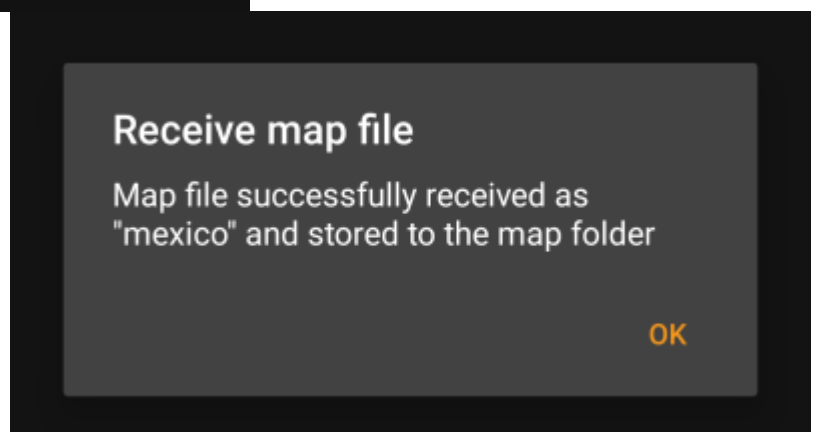 Receive map file
Map file successfully received as
"mexico" and stored to the map folder
OK